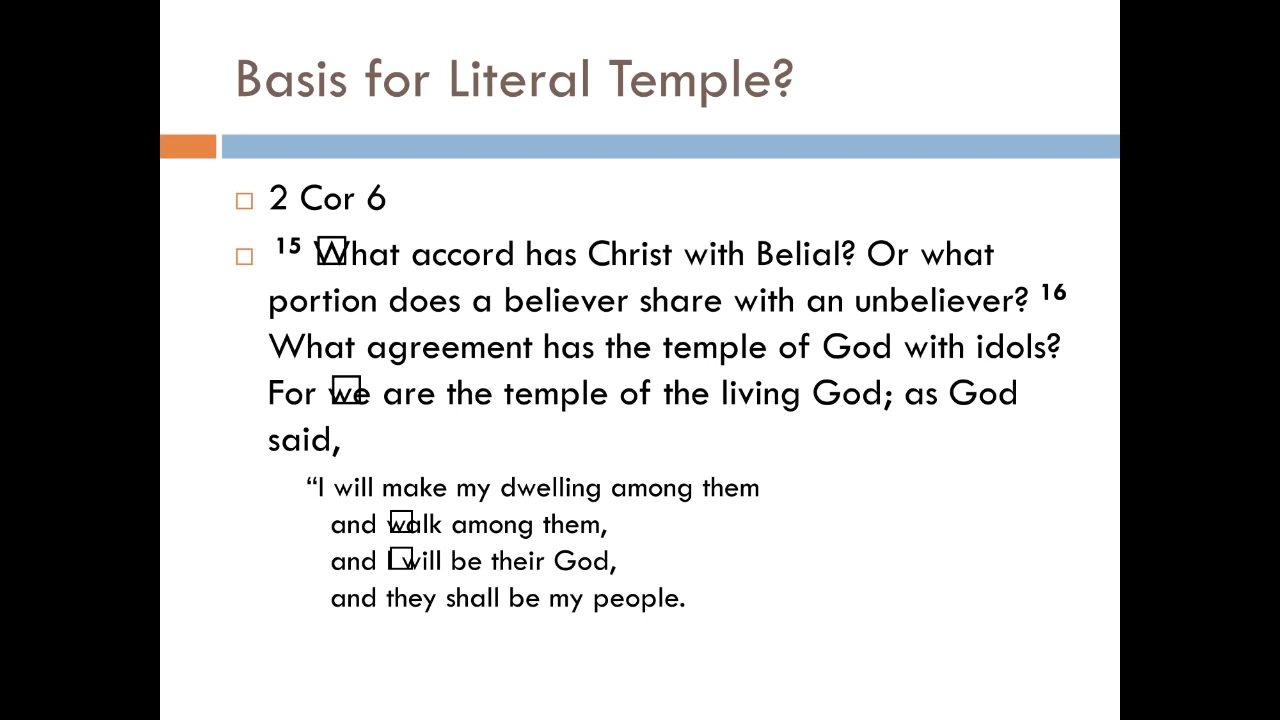 Basis for Literal Temple?
2 Cor 6
15 What accord has Christ with Belial? Or what
portion does a believer share with an unbeliever? 16
What agreement has the temple of God with idols?
For we are the temple of the living God; as God
said,
“I will make my dwelling among them
and walk among them,
and I will be their God,
and they shall be my people.